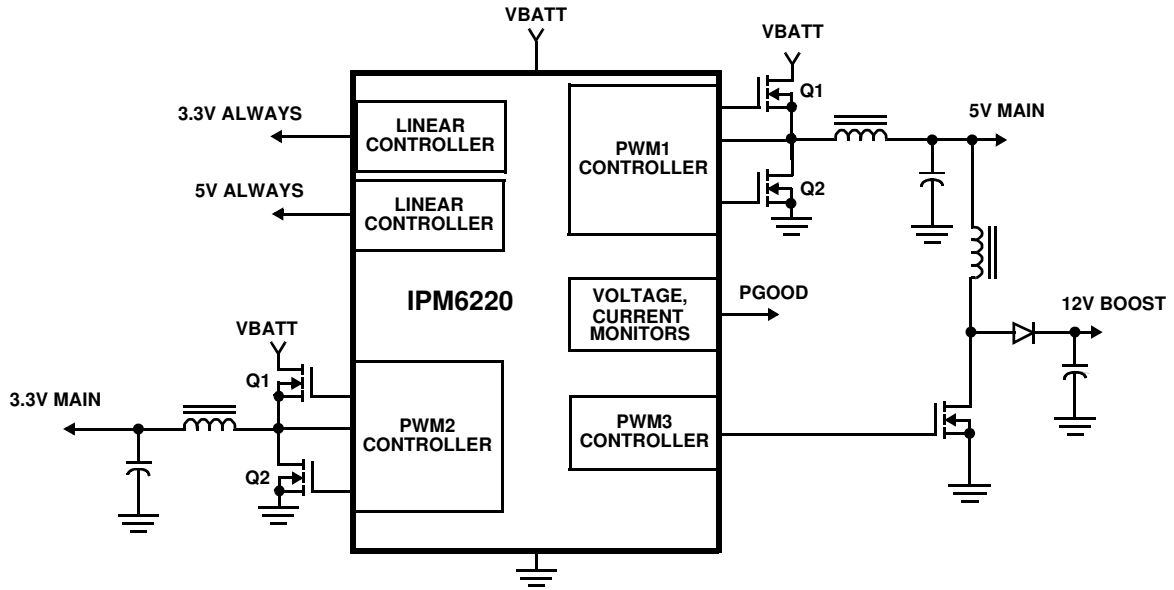 VBATT
VBATT
3.3V ALWAYS
LINEAR
CONTROLLER
Q1
5V MAIN
PWM1
CONTROLLER
5V ALWAYS
LINEAR
CONTROLLER
Q2
IPM6220
VOLTAGE,
CURRENT
MONITORS
PGOOD
12V BOOST
VBATT
Q1
3.3V MAIN
PWM2
CONTROLLER
PWM3
CONTROLLER
Q2